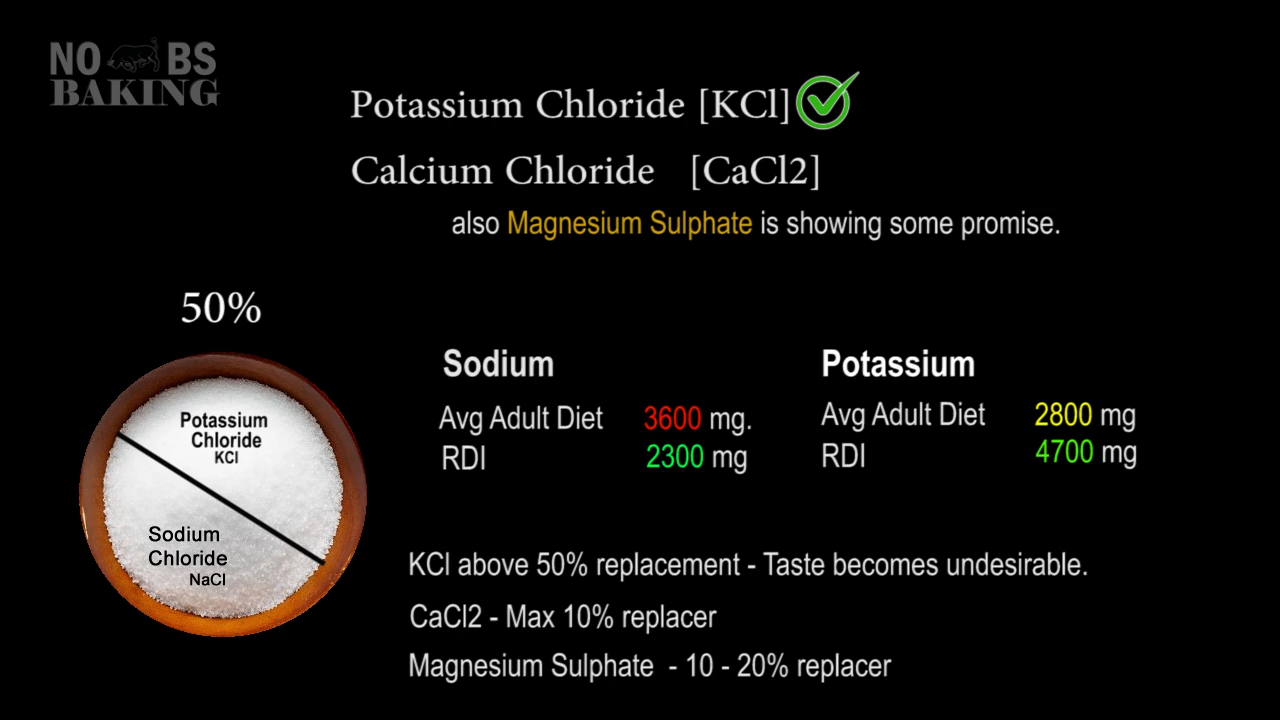 NO BS
BAKING
Potassium Chloride [KCl]
Calcium Chloride [CaCl2]
also Magnesium Sulphate is showing some promise.
50%
Potassium
Chloride
KCl
Sodium
Chloride
NaCl
Sodium
Avg Adult Diet 3600 mg.
RDI 2300 mg
Potassium
Avg Adult Diet 2800 mg
RDI 4700 mg
KCl above 50% replacement - Taste becomes undesirable.
CaCl2 - Max 10% replacer
Magnesium Sulphate - 10 - 20% replacer